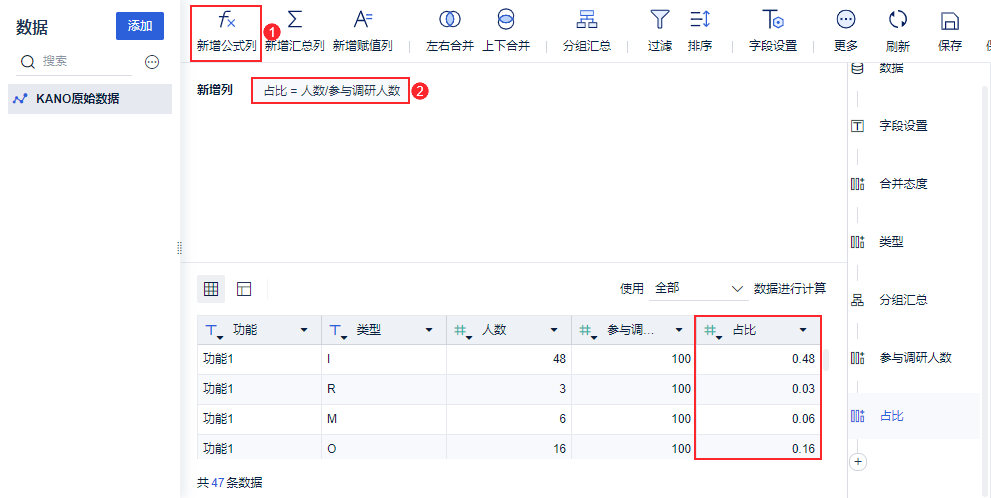 数据
添加
搜索
KANO原始数据
新增公式列
1
新增汇总列
新增赋值列
左右合并
上下合并
分组汇总
过滤
排序
字段设置
更多
刷新
保存
新增列
占比 = 人数/参与调研人数
2
使用 全部 数据进行计算
功能 类型 人数 参与调... 占比
功能1 I 48 100 0.48
功能1 R 3 100 0.03
功能1 M 6 100 0.06
功能1 O 16 100 0.16
共 47 条数据
数据
字段设置
合并态度
类型
分组汇总
参与调研人数
占比